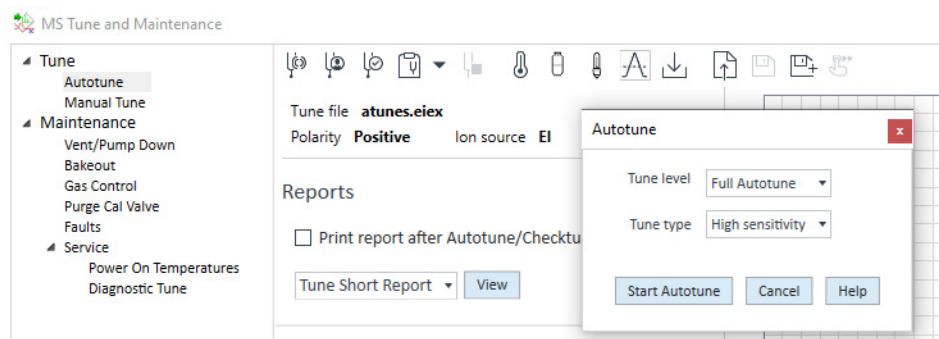 MS Tune and Maintenance
Tune
Autotune
Manual Tune
Maintenance
Vent/Pump Down
Bakeout
Gas Control
Purge Cal Valve
Faults
Service
Power On Temperatures
Diagnostic Tune
Tune file atunes.eiex
Polarity Positive Ion source EI
Reports
Print report after Autotune/Checktu
Tune Short Report View
Autotune x
Tune level Full Autotune
Tune type High sensitivity
Start Autotune Cancel Help